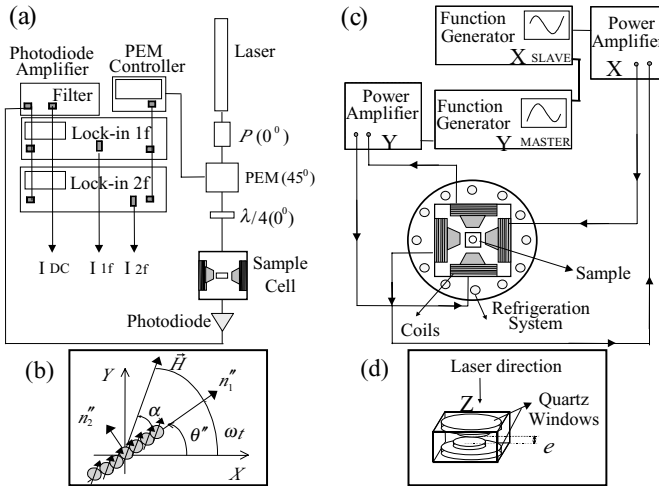 (a)
Laser
Photodiode
Amplifier
PEM
Controller
Filter
Lock-in 1f
Lock-in 2f
P(0⁰)
PEM(45⁰)
λ/4(0⁰)
I DC
I 1f
I 2f
Sample
Cell
Photodiode
(b)
Y
H⃗
n₁″
n₂″
α
θ″
ωt
X
(c)
Function
Generator
X SLAVE
Power
Amplifier
X
Power
Amplifier
Y
Function
Generator
Y MASTER
Sample
Refrigeration
System
Coils
(d)
Laser direction
Z
Quartz
Windows
e